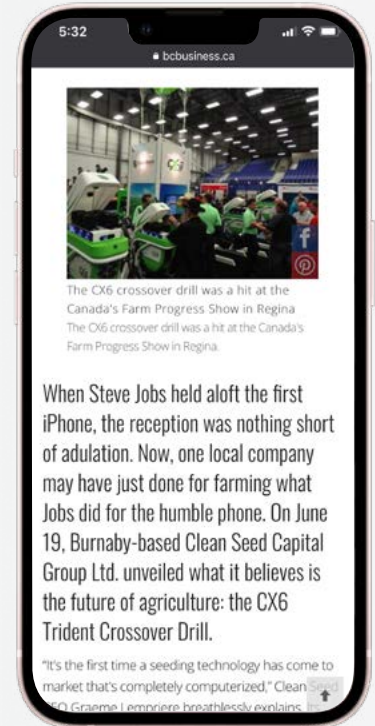 5:32
bcbusiness.ca
CX6
The CX6 crossover drill was a hit at the
Canada's Farm Progress Show in Regina
The CX6 crossover drill was a hit at the Canada's
Farm Progress Show in Regina.
When Steve Jobs held aloft the first
iPhone, the reception was nothing short
of adulation. Now, one local company
may have just done for farming what
Jobs did for the humble phone. On June
19, Burnaby-based Clean Seed Capital
Group Ltd. unveiled what it believes is
the future of agriculture: the CX6
Trident Crossover Drill.
“It's the first time a seeding technology has come to
market that's completely computerized,” Clean Seed
CEO Graeme Lempriere breathlessly explains.